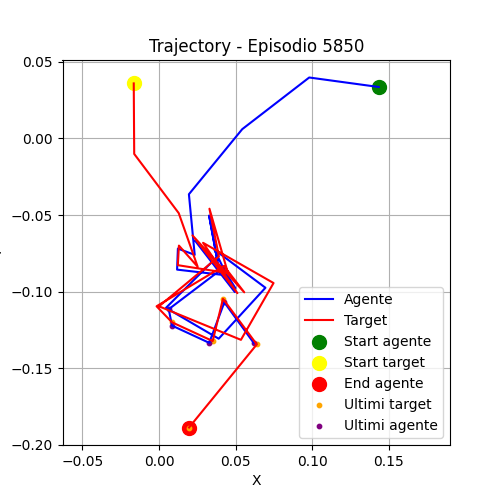 Trajectory - Episodio 5850
0.05
0.00
−0.05
−0.10
−0.15
−0.20
−0.05
0.00
0.05
0.10
0.15
X
Agente
Target
Start agente
Start target
End agente
Ultimi target
Ultimi agente